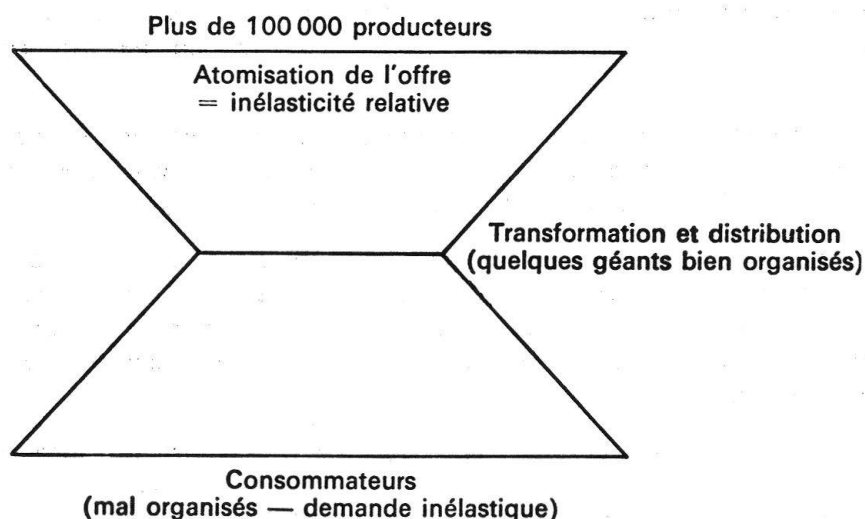 Plus de 100 000 producteurs
Atomisation de l'offre
= inélasticité relative
Transformation et distribution
(quelques géants bien organisés)
Consommateurs
(mal organisés — demande inélastique)